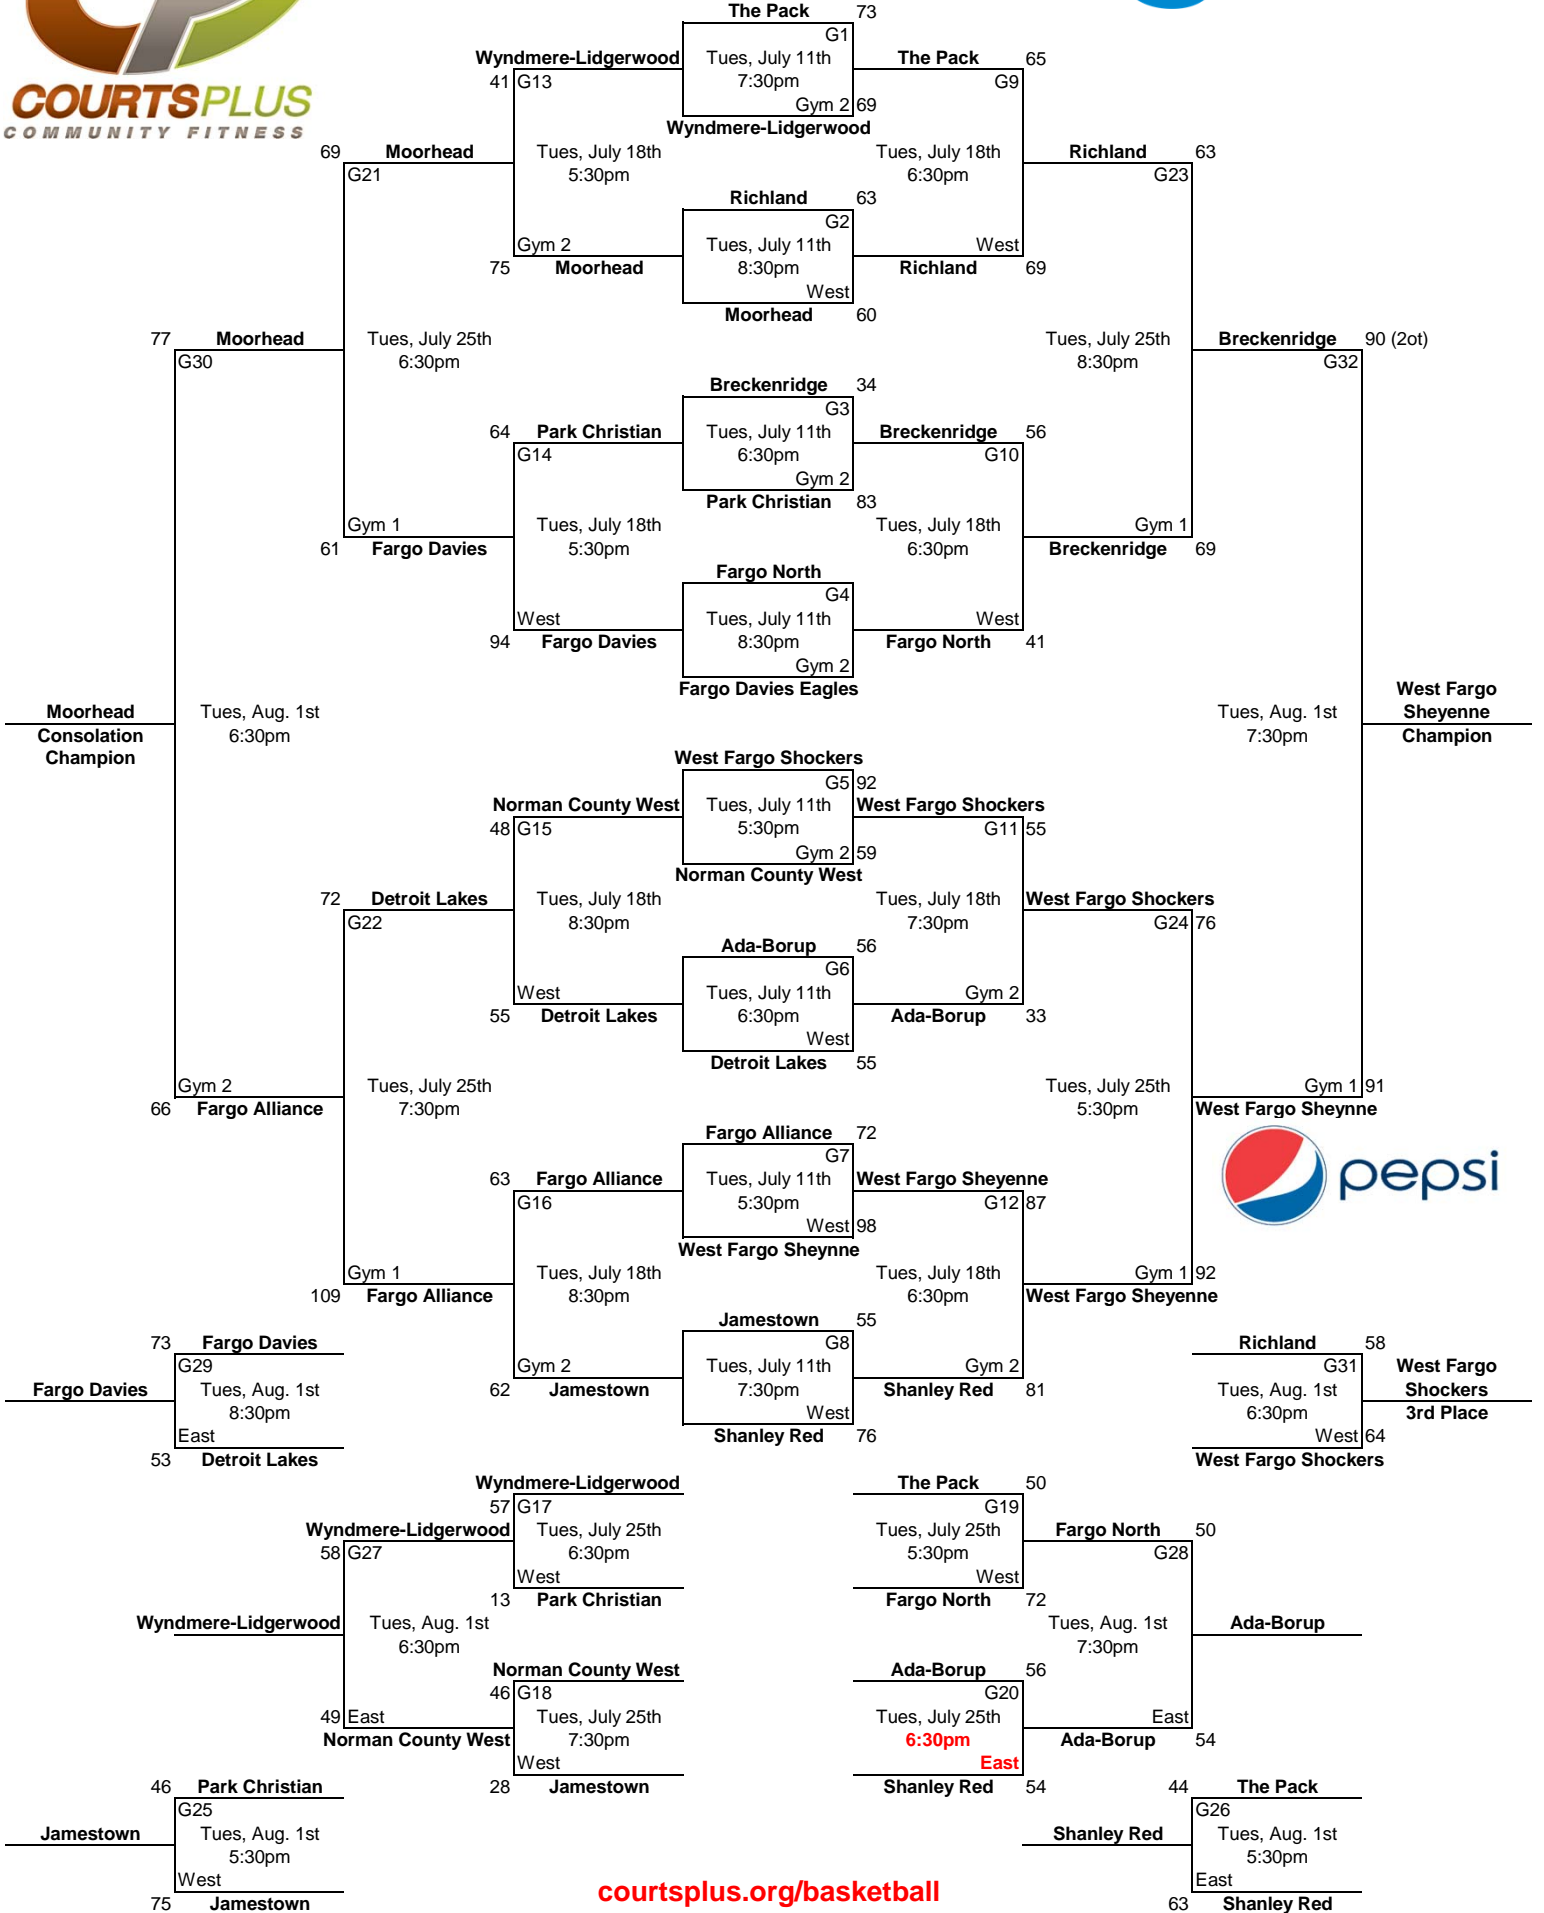 The Pack 73
G1
Wyndmere-Lidgerwood Tues, July 11th The Pack 65
41 G13 7:30pm G9
COURTSPLUS
Gym 2 69
COMMUNITY FITNESS
Wyndmere-Lidgerwood
69 Moorhead Tues, July 18th Tues, July 18th Richland 63
G21 5:30pm 6:30pm G23
Richland 63
G2
Gym 2 Tues, July 11th West
75 Moorhead 8:30pm Richland 69
West
Moorhead 60
77 Moorhead Tues, July 25th Tues, July 25th Breckenridge 90 (2ot)
G30 6:30pm 8:30pm G32
Breckenridge 34
G3
64 Park Christian Tues, July 11th Breckenridge 56
G14 6:30pm G10
Gym 2
Park Christian 83
Gym 1 Tues, July 18th Tues, July 18th Gym 1
61 Fargo Davies 5:30pm 6:30pm Breckenridge 69
Fargo North
G4
West Tues, July 11th West
94 Fargo Davies 8:30pm Fargo North 41
Gym 2
Fargo Davies Eagles
West Fargo
Moorhead Tues, Aug. 1st Tues, Aug. 1st Sheyenne
Consolation 6:30pm 7:30pm Champion
Champion
West Fargo Shockers
G5 92
Norman County West Tues, July 11th West Fargo Shockers
48 G15 5:30pm G11 55
Gym 2 59
Norman County West
72 Detroit Lakes Tues, July 18th Tues, July 18th West Fargo Shockers
G22 8:30pm 7:30pm G24 76
Ada-Borup 56
G6
West Tues, July 11th Gym 2
55 Detroit Lakes 6:30pm Ada-Borup 33
West
Detroit Lakes 55
Gym 2 Tues, July 25th Tues, July 25th Gym 1 91
66 Fargo Alliance 7:30pm 5:30pm West Fargo Sheynne
Fargo Alliance 72
G7
63 Fargo Alliance Tues, July 11th West Fargo Sheyenne
pepsi
G16 5:30pm G12 87
West 98
West Fargo Sheynne
Gym 1 Tues, July 18th Tues, July 18th Gym 1 92
109 Fargo Alliance 8:30pm 6:30pm West Fargo Sheyenne
Jamestown 55
73 Fargo Davies G8 Richland 58
G29 Gym 2 Tues, July 11th Gym 2 G31 West Fargo
Fargo Davies Tues, Aug. 1st 62 Jamestown 7:30pm Shanley Red 81 Tues, Aug. 1st Shockers
8:30pm West 6:30pm 3rd Place
East Shanley Red 76 West 64
53 Detroit Lakes West Fargo Shockers
Wyndmere-Lidgerwood The Pack 50
57 G17 G19
Wyndmere-Lidgerwood Tues, July 25th Tues, July 25th Fargo North 50
58 G27 6:30pm 5:30pm G28
West West
13 Park Christian Fargo North 72
Wyndmere-Lidgerwood Tues, Aug. 1st Tues, Aug. 1st Ada-Borup
6:30pm 7:30pm
Norman County West Ada-Borup 56
46 G18 G20
49 East Tues, July 25th Tues, July 25th East
Norman County West 7:30pm 6:30pm Ada-Borup 54
West East
46 Park Christian 28 Jamestown Shanley Red 54 44 The Pack
G25 G26
Jamestown Tues, Aug. 1st Shanley Red Tues, Aug. 1st
5:30pm 5:30pm
West East
75 Jamestown courtsplus.org/basketball 63 Shanley Red